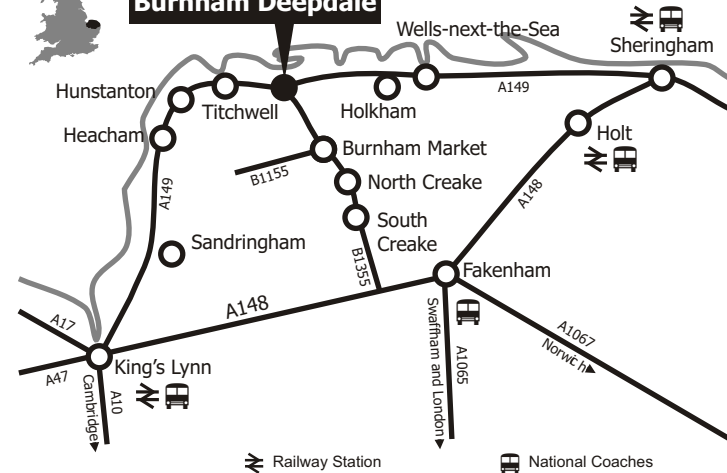 Burnham Deepdale
Wells-next-the-Sea
Sheringham
Hunstanton
Titchwell
Holkham
A149
Heacham
Holt
Burnham Market
B1155
North Creake
A149
A148
South
Creake
Sandringham
B1355
Fakenham
A148
A17
King's Lynn
A47
Cambridge
A10
Swaffham and London
A1065
A1067
Norwich
Railway Station
National Coaches